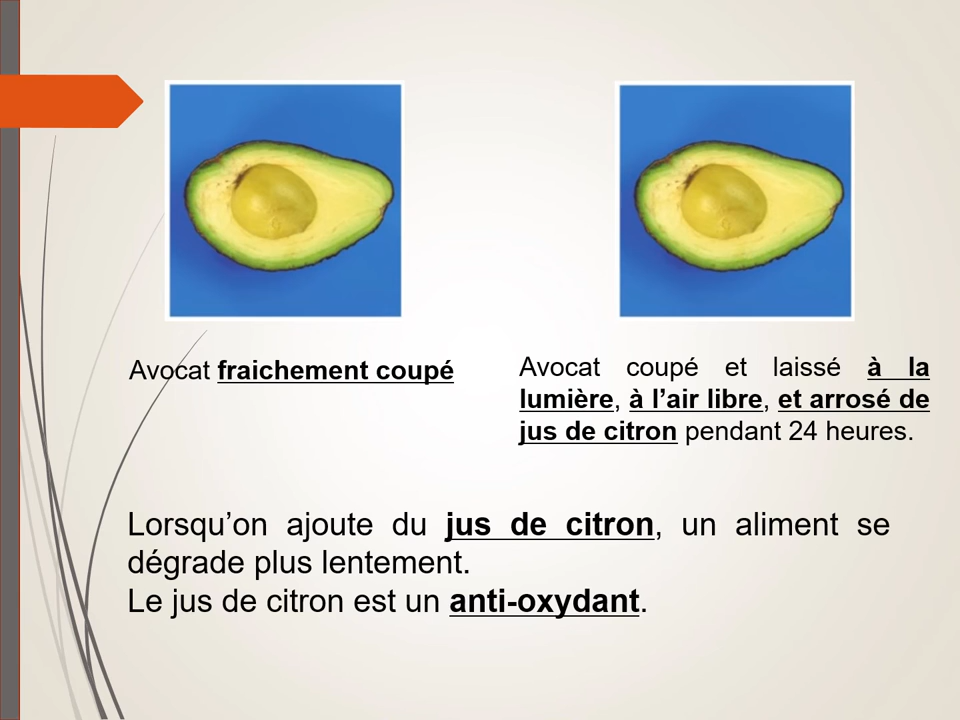 Avocat fraichement coupé
Avocat coupé et laissé à la
lumière, à l’air libre, et arrosé de
jus de citron pendant 24 heures.
Lorsqu’on ajoute du jus de citron, un aliment se
dégrade plus lentement.
Le jus de citron est un anti-oxydant.